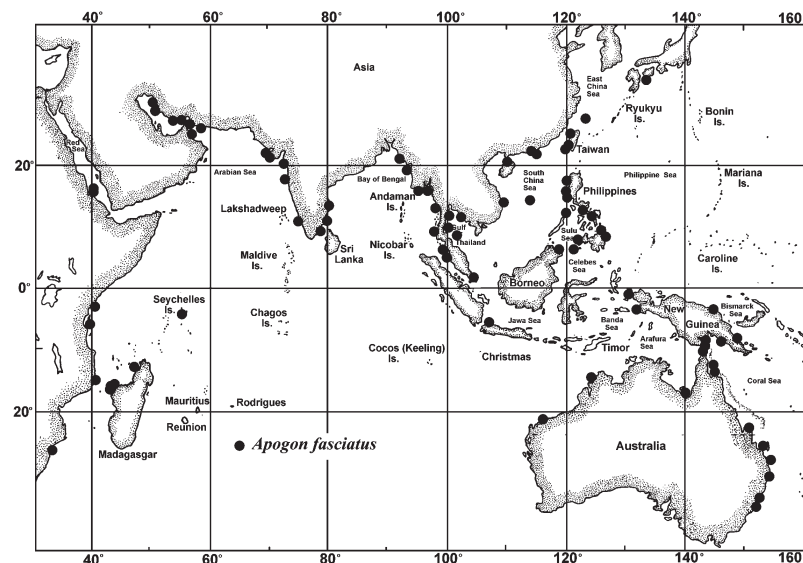 40° 60° 80° 100° 120° 140° 160°
Asia
East
China
Sea
Ryukyu
Is.
Bonin
Is.
Red
Sea
20°
20°
Arabian Sea
Bay of Bengal
South
China
Sea
Taiwan
Philippine Sea
Mariana
Is.
Lakshadweep
Andaman
Is.
Philippines
Gulf
Thailand
Sulu
Sea
Maldive
Is.
Sri
Lanka
Nicobar
Is.
Celebes
Sea
Caroline
Is.
Borneo
0°
0°
Seychelles
Is.
New
Guinea
Bismarck
Sea
Chagos
Is.
Jawa Sea
Banda
Sea
Arafura
Sea
Cocos (Keeling)
Is.
Christmas
Timor
Coral Sea
Mauritius
Rodrigues
20°
20°
Reunion
Madagasgar
Apogon fasciatus
Australia
40° 60° 80° 100° 120° 140° 160°